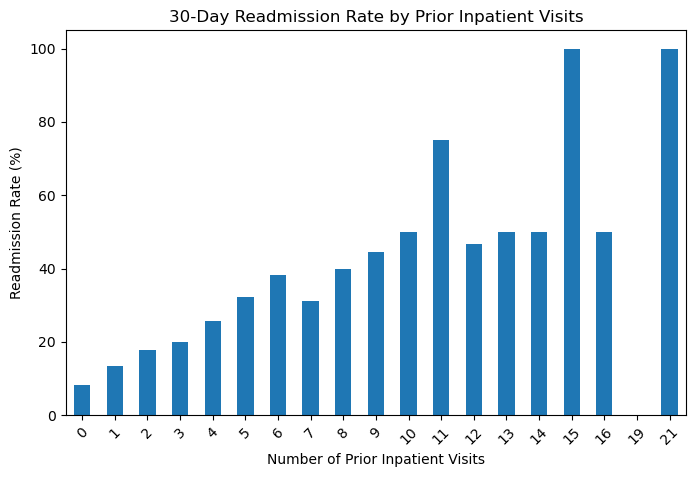 30-Day Readmission Rate by Prior Inpatient Visits
100
80
60
40
20
0
Readmission Rate (%)
0 1 2 3 4 5 6 7 8 9 10 11 12 13 14 15 16 19 21
Number of Prior Inpatient Visits